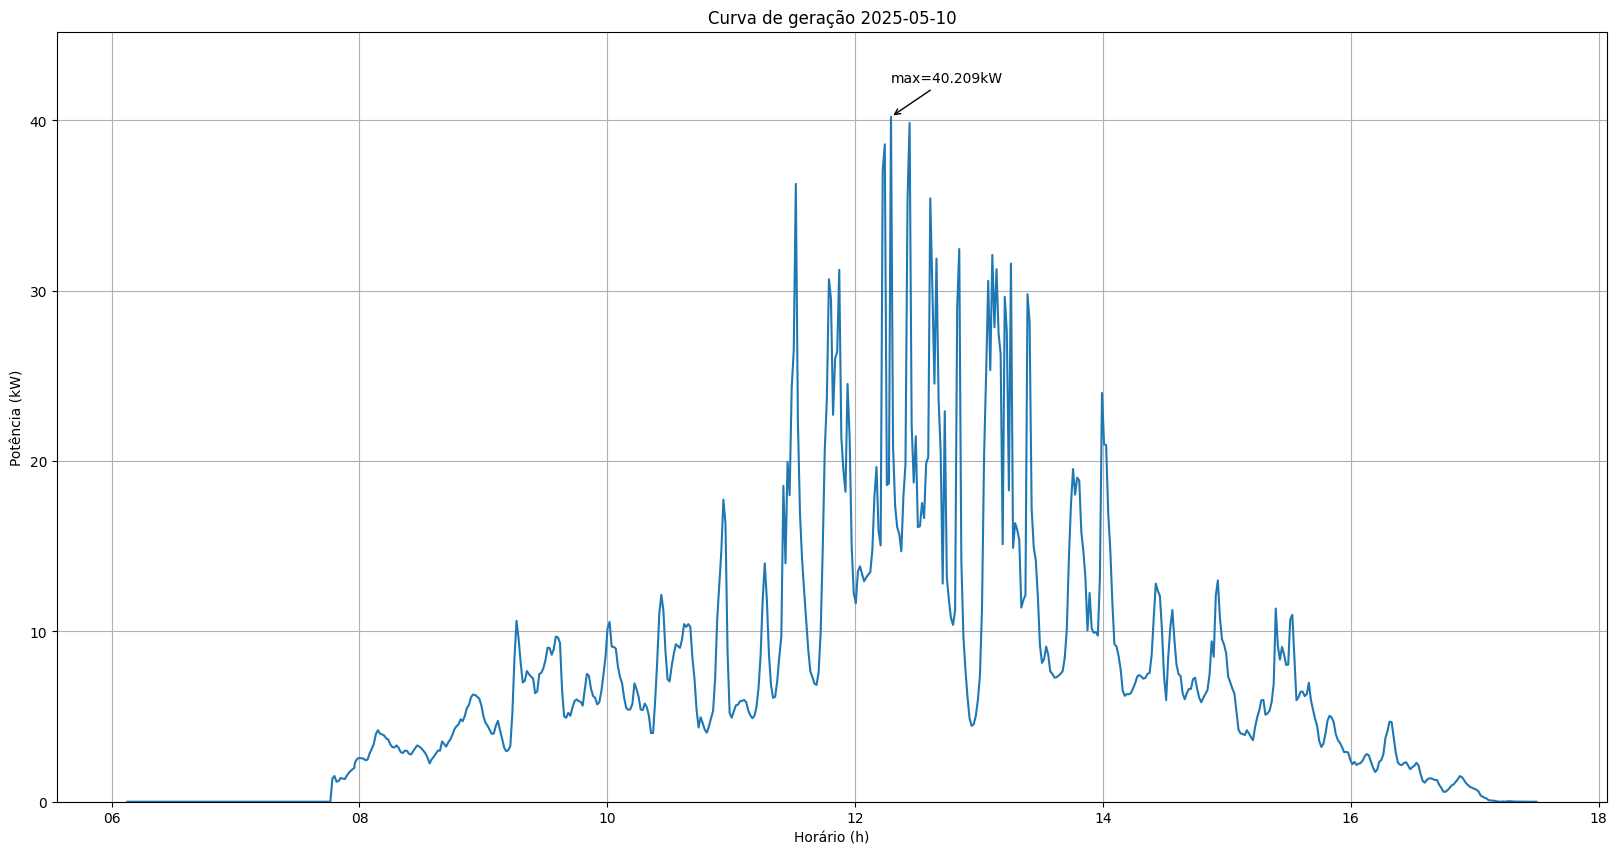 Curva de geração 2025-05-10
max=40.209kW
40
30
20
10
0
Potência (kW)
06 08 10 12 14 16 18
Horário (h)